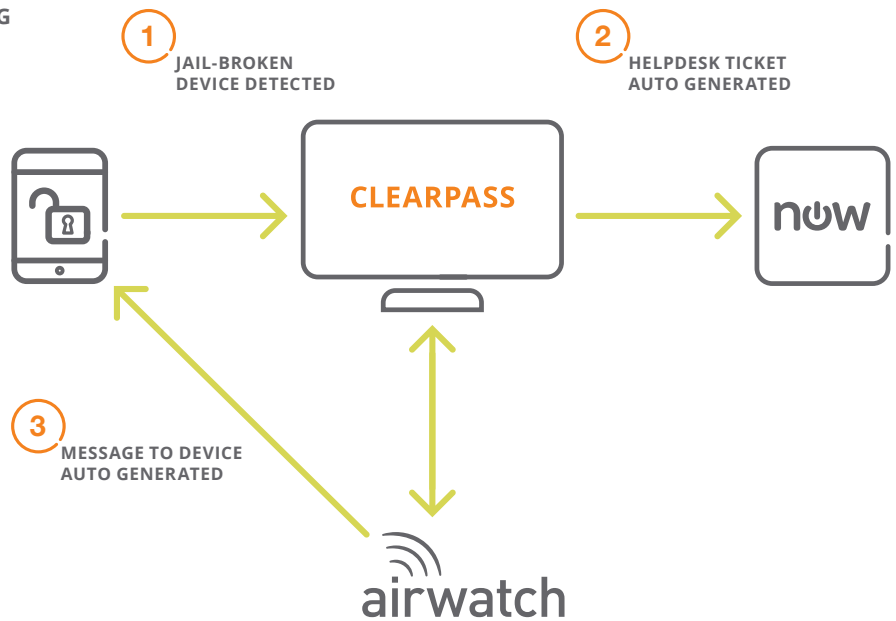 G
1
JAIL-BROKEN
DEVICE DETECTED
2
HELPDESK TICKET
AUTO GENERATED
CLEARPASS
now
3
MESSAGE TO DEVICE
AUTO GENERATED
airwatch